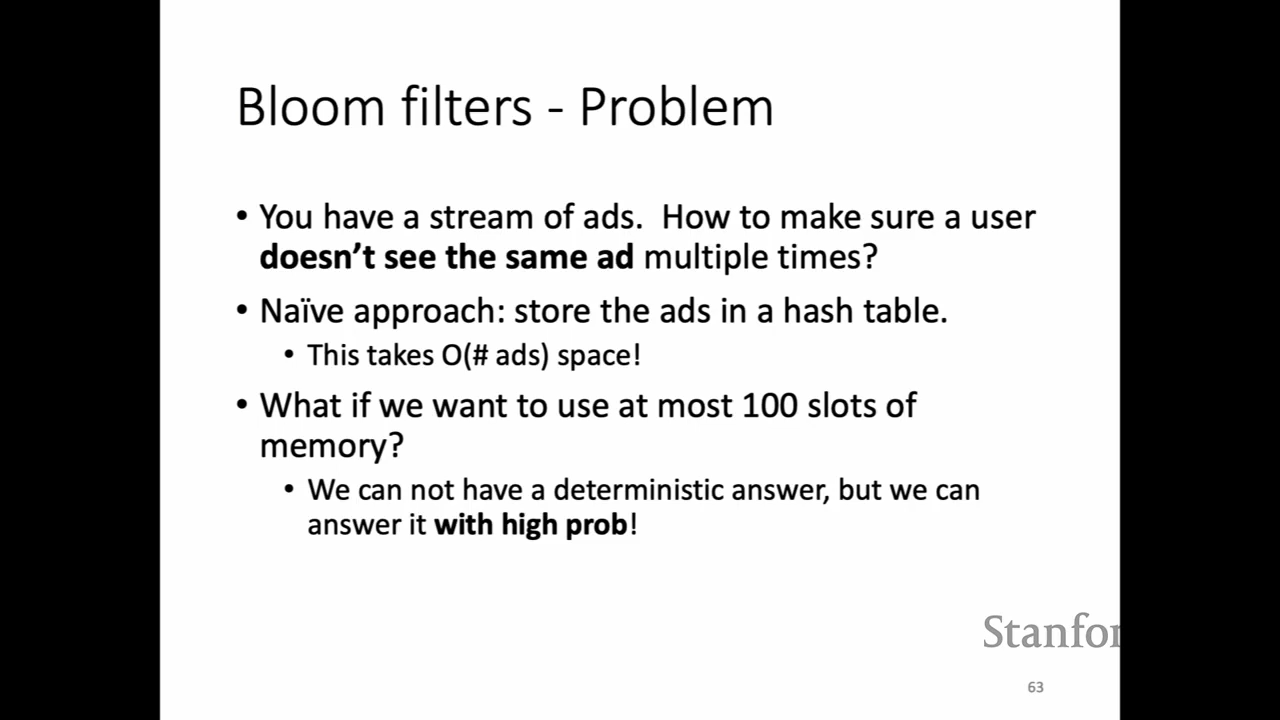 Bloom filters - Problem
• You have a stream of ads. How to make sure a user
doesn't see the same ad multiple times?
• Naïve approach: store the ads in a hash table.
• This takes O(# ads) space!
• What if we want to use at most 100 slots of
memory?
• We can not have a deterministic answer, but we can
answer it with high prob!
Stanfor
63